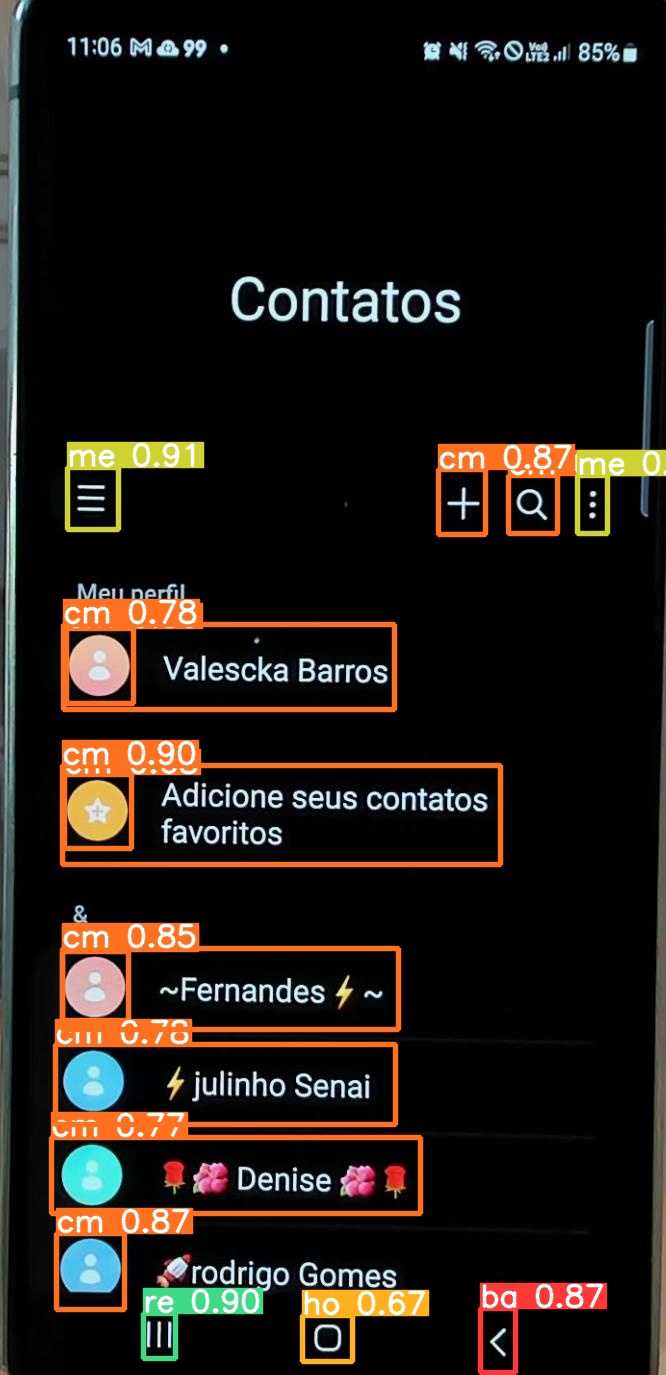 11:06 99
Vo))
LTE2 85%
Contatos
me 0.91
cm 0.87
me 0.
Meu perfil
cm 0.78
Valescka Barros
cm 0.90
Adicione seus contatos
favoritos
&
cm 0.85
~Fernandes⚡~
cm 0.78
⚡julinho Senai
cm 0.77
🌹🌺 Denise 🌺🌹
cm 0.87
🚀rodrigo Gomes
re 0.90
ho 0.67
ba 0.87